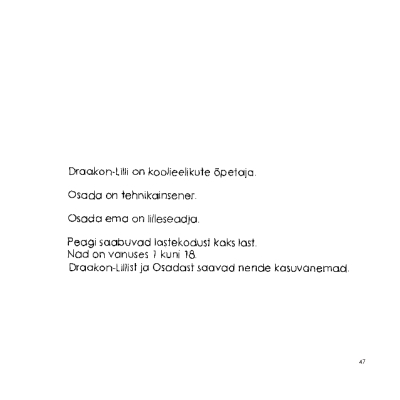 Draakon-Lilli on koolieelikute õpetaja.
Osada on tehnikainsener.
Osada ema on lilleseadja.
Peagi saabuvad lastekodust kaks last.
Nad on vanuses 1 kuni 18.
Draakon-Lillist ja Osadast saavad nende kasuvanemad.
47